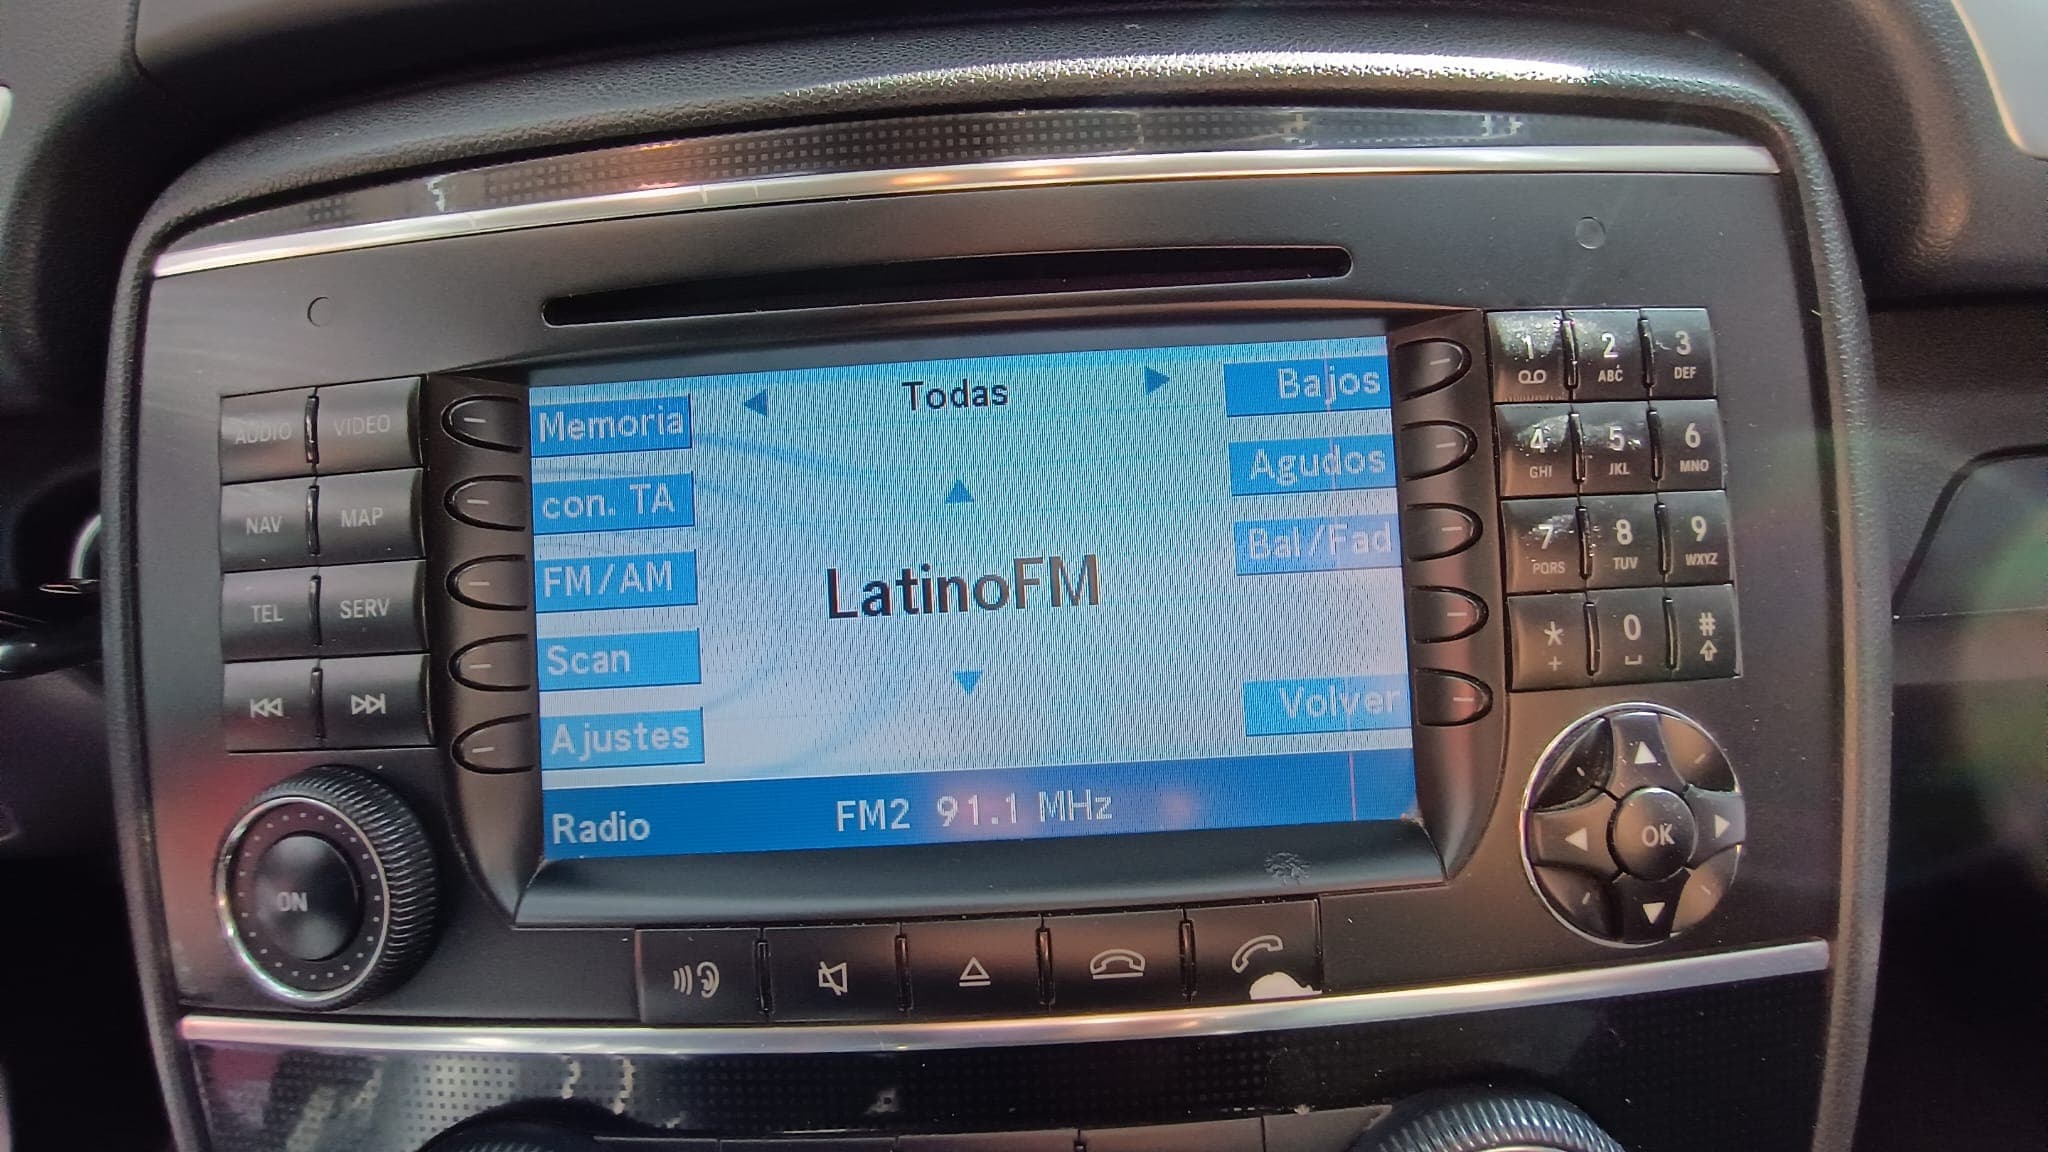 Memoria
Todas
Bajos
con. TA
Agudos
FM/AM
LatinoFM
Bal/Fad
Scan
Ajustes
Volver
Radio FM2 91.1 MHz
AUDIO VIDEO
NAV MAP
TEL SERV
ON
1 2 ABC 3 DEF
4 GHI 5 JKL 6 MNO
7 PQRS 8 TUV 9 WXYZ
* + 0 #
OK